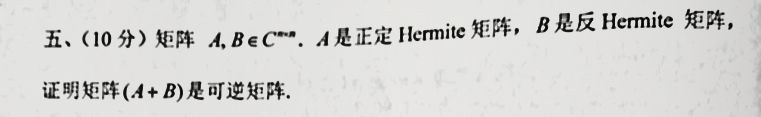 五、(10 分) 矩阵 A, B ∈ Cⁿˣⁿ. A 是正定 Hermite 矩阵, B 是反 Hermite 矩阵,
证明矩阵(A + B)是可逆矩阵.